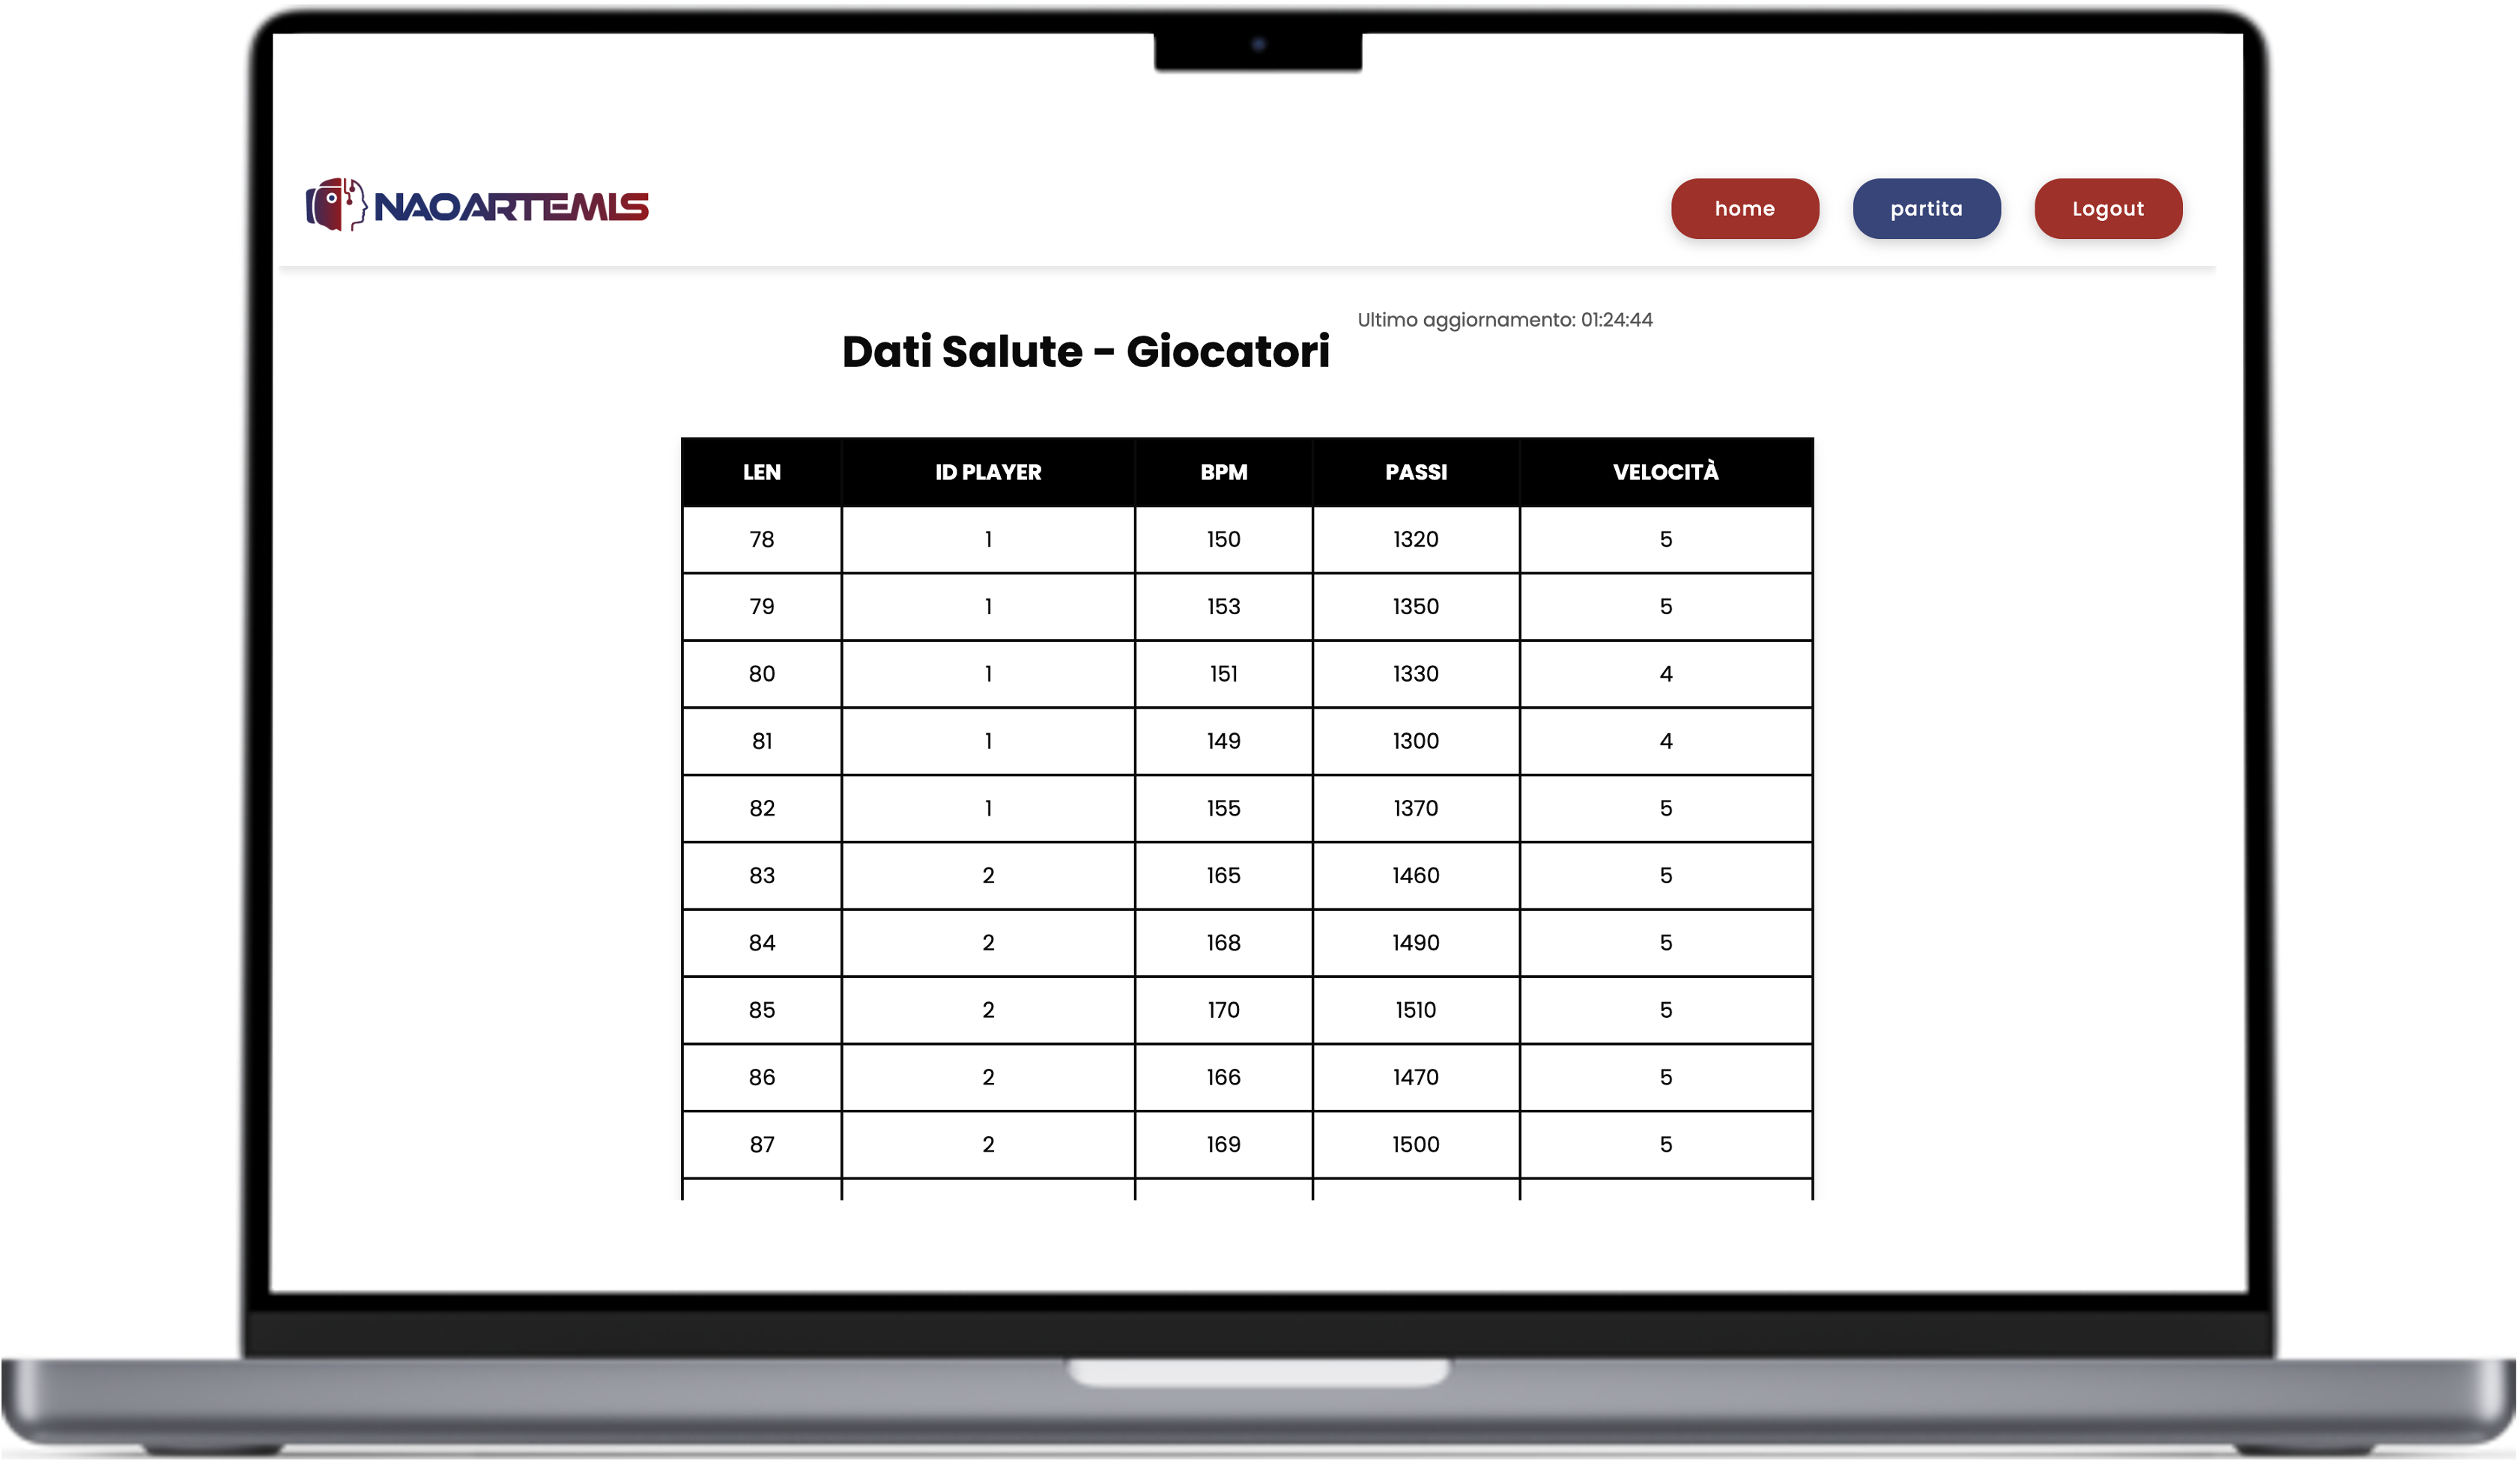 NAOARTEMIS
home partita Logout
Ultimo aggiornamento: 01:24:44
Dati Salute - Giocatori
LEN ID PLAYER BPM PASSI VELOCITÀ
78 1 150 1320 5
79 1 153 1350 5
80 1 151 1330 4
81 1 149 1300 4
82 1 155 1370 5
83 2 165 1460 5
84 2 168 1490 5
85 2 170 1510 5
86 2 166 1470 5
87 2 169 1500 5